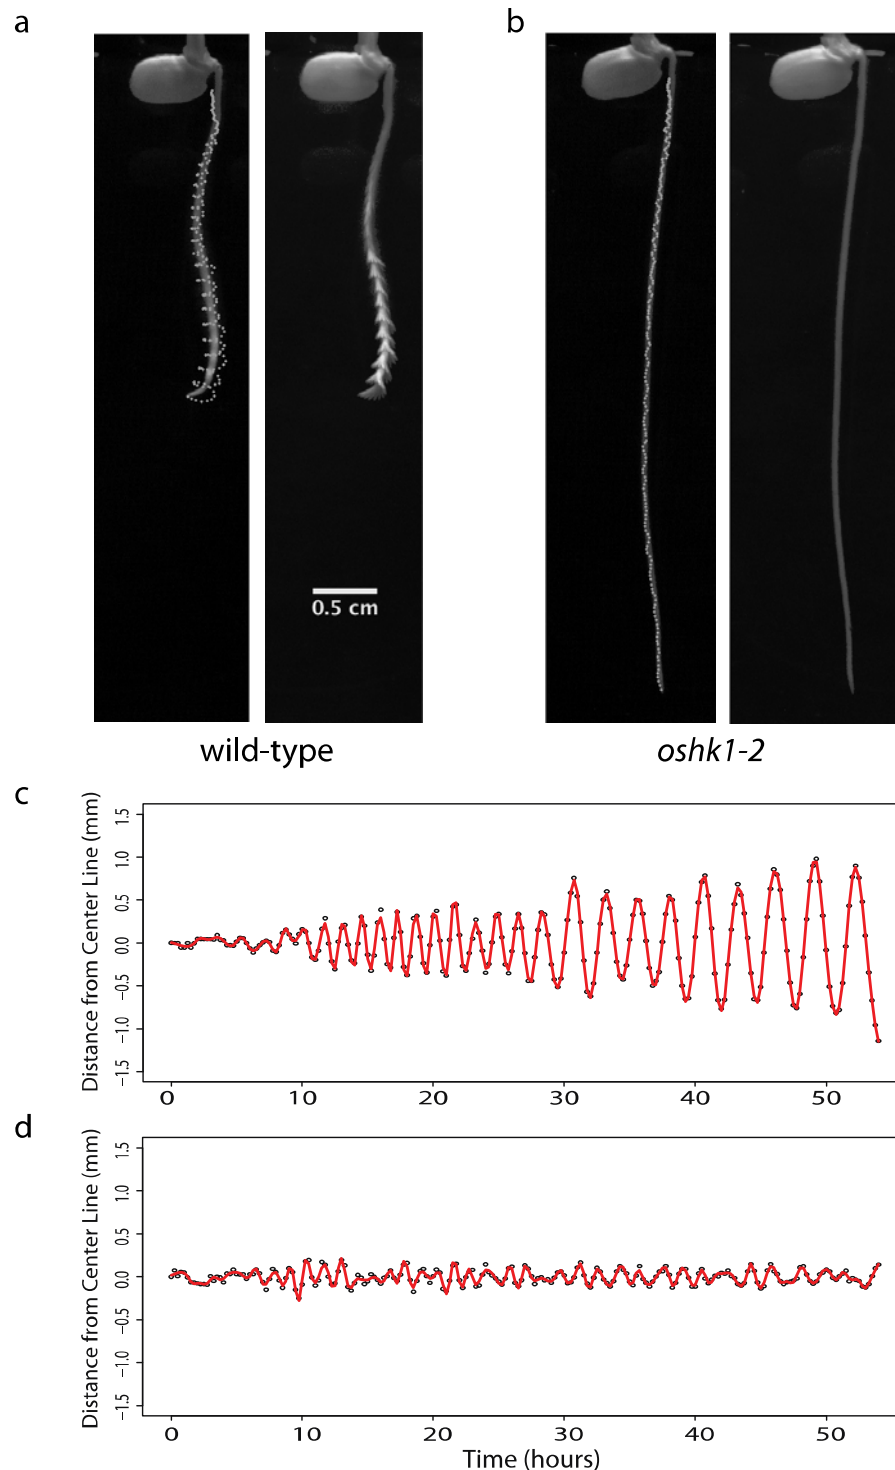 a
b
0.5 cm
wild-type
oshk1-2
c
Distance from Center Line (mm)
1.5
1.0
0.5
0.0
−0.5
−1.0
−1.5
0 10 20 30 40 50
d
Distance from Center Line (mm)
1.5
1.0
0.5
0.0
−0.5
−1.0
−1.5
0 10 20 30 40 50
Time (hours)